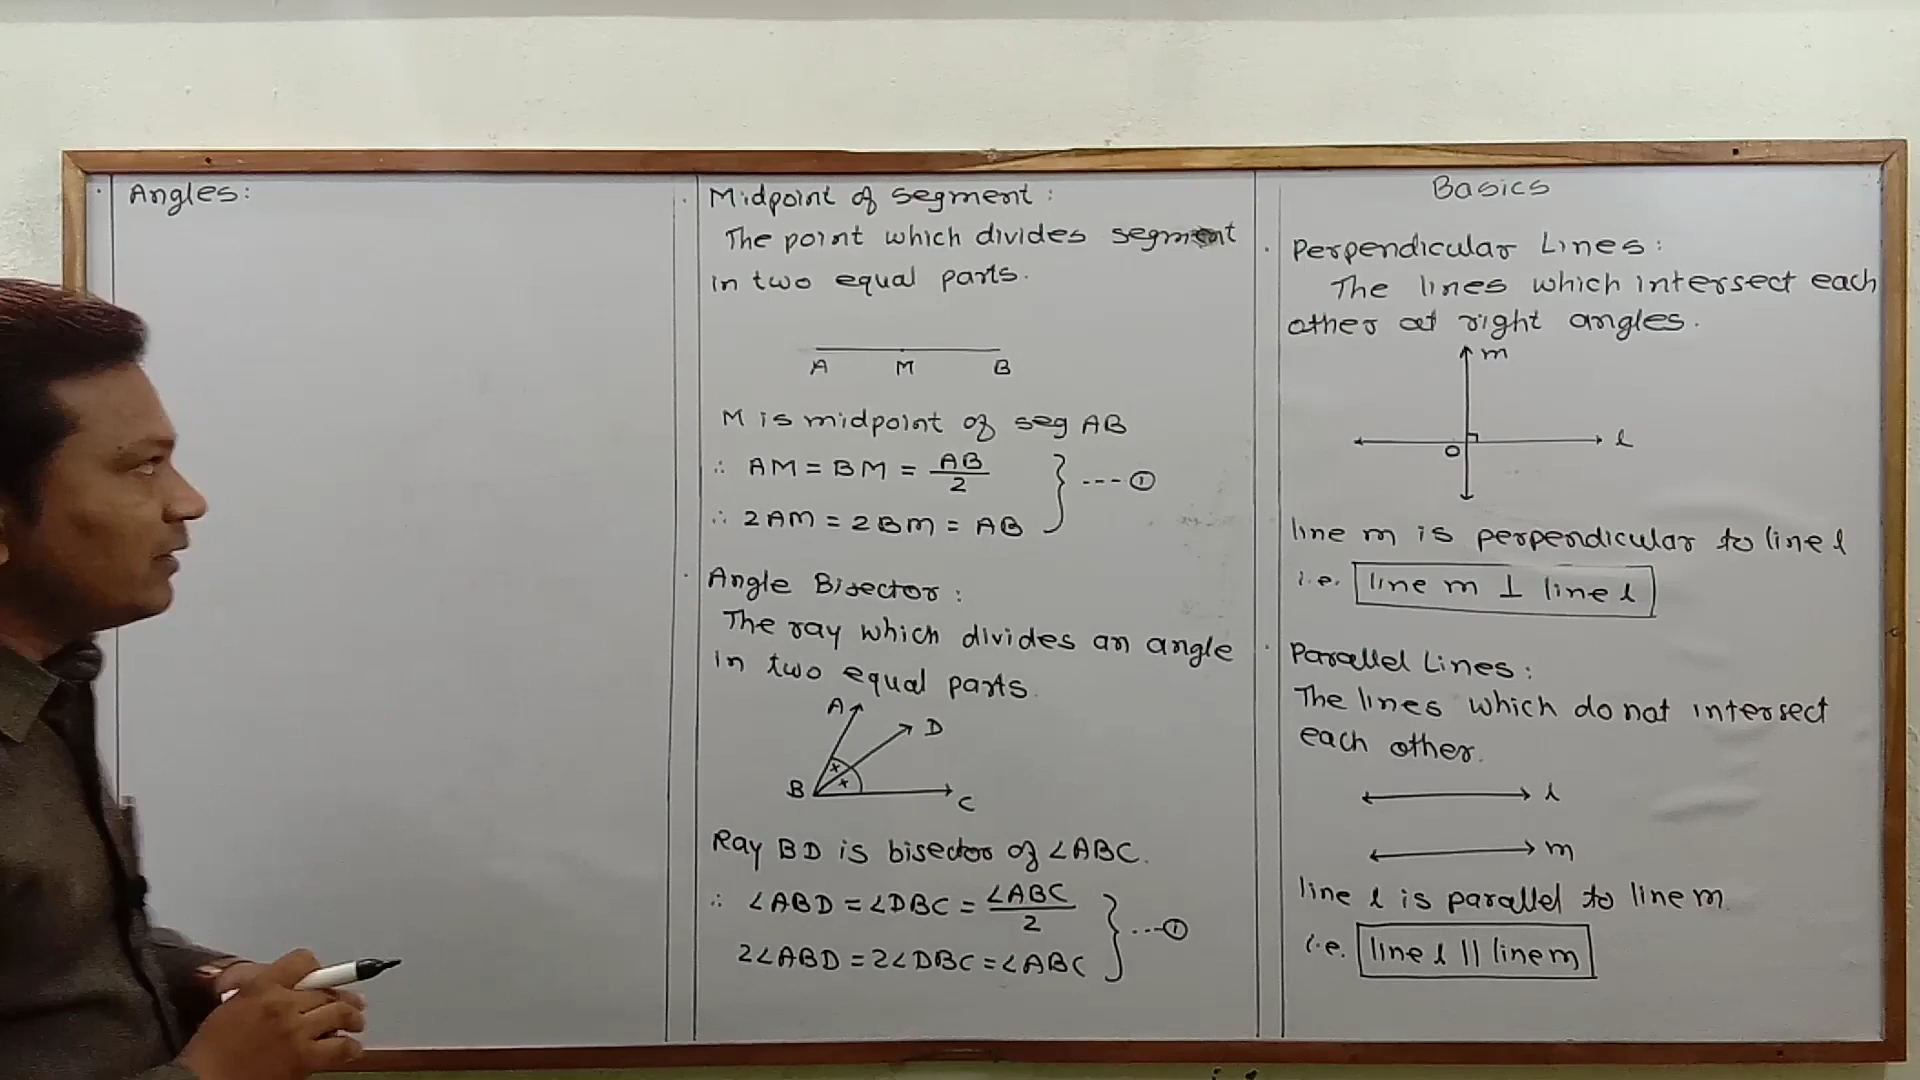 Angles:
Midpoint of segment:
The point which divides segment
in two equal parts.
A M B
M is midpoint of seg AB
∴ AM = BM = AB/2
∴ 2AM = 2BM = AB } ---- ①
Angle Bisector:
The ray which divides an angle
in two equal parts.
A
D
x
x
B
C
Ray BD is bisector of ∠ABC.
∴ ∠ABD = ∠DBC = ∠ABC/2
2∠ABD = 2∠DBC = ∠ABC } ---①
Basics
Perpendicular Lines:
The lines which intersect each
other at right angles.
m
l
O
line m is perpendicular to line l
i.e. line m ⊥ line l
Parallel Lines:
The lines which do not intersect
each other.
l
m
line l is parallel to line m
i.e. line l || line m